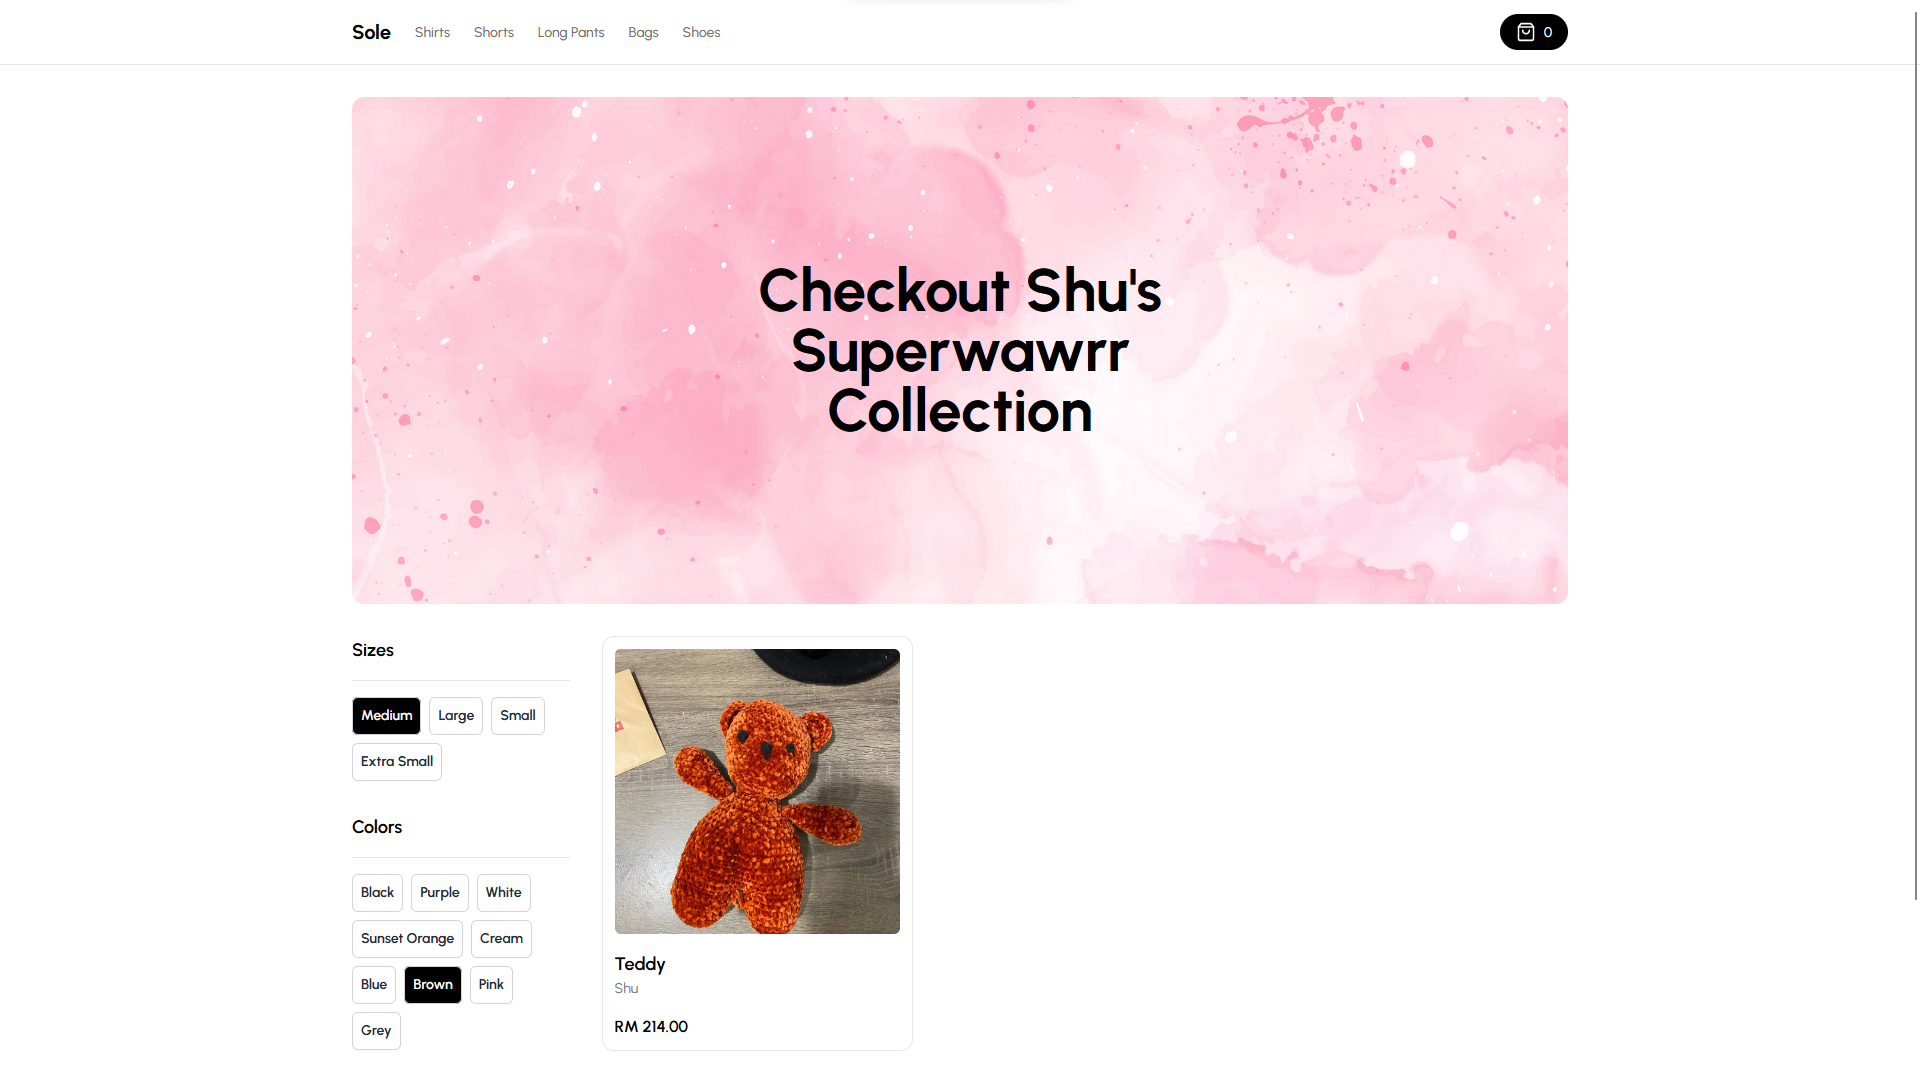 Sole Shirts Shorts Long Pants Bags Shoes 0
Checkout Shu's
Superwawrr
Collection
Sizes
Medium Large Small
Extra Small
Colors
Black Purple White
Sunset Orange Cream
Blue Brown Pink
Grey
Teddy
Shu
RM 214.00